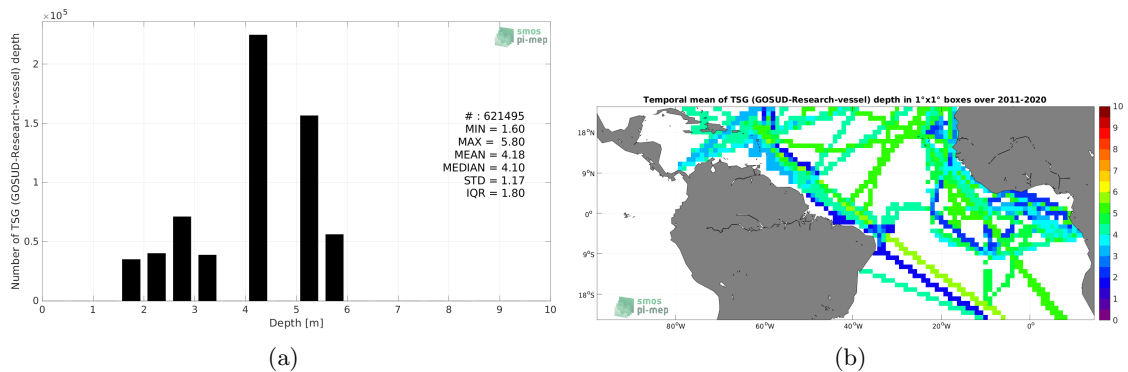 ×10⁵
Number of TSG (GOSUD-Research-vessel) depth
2
1.5
1
0.5
0
smos
pi-mep
# : 621495
MIN = 1.60
MAX = 5.80
MEAN = 4.18
MEDIAN = 4.10
STD = 1.17
IQR = 1.80
0 1 2 3 4 5 6 7 8 9 10
Depth [m]
(a)
Temporal mean of TSG (GOSUD-Research-vessel) depth in 1°x1° boxes over 2011-2020
18°N
9°N
0°
9°S
18°S
smos
pi-mep
80°W 60°W 40°W 20°W 0°
10
9
8
7
6
5
4
3
2
1
0
(b)